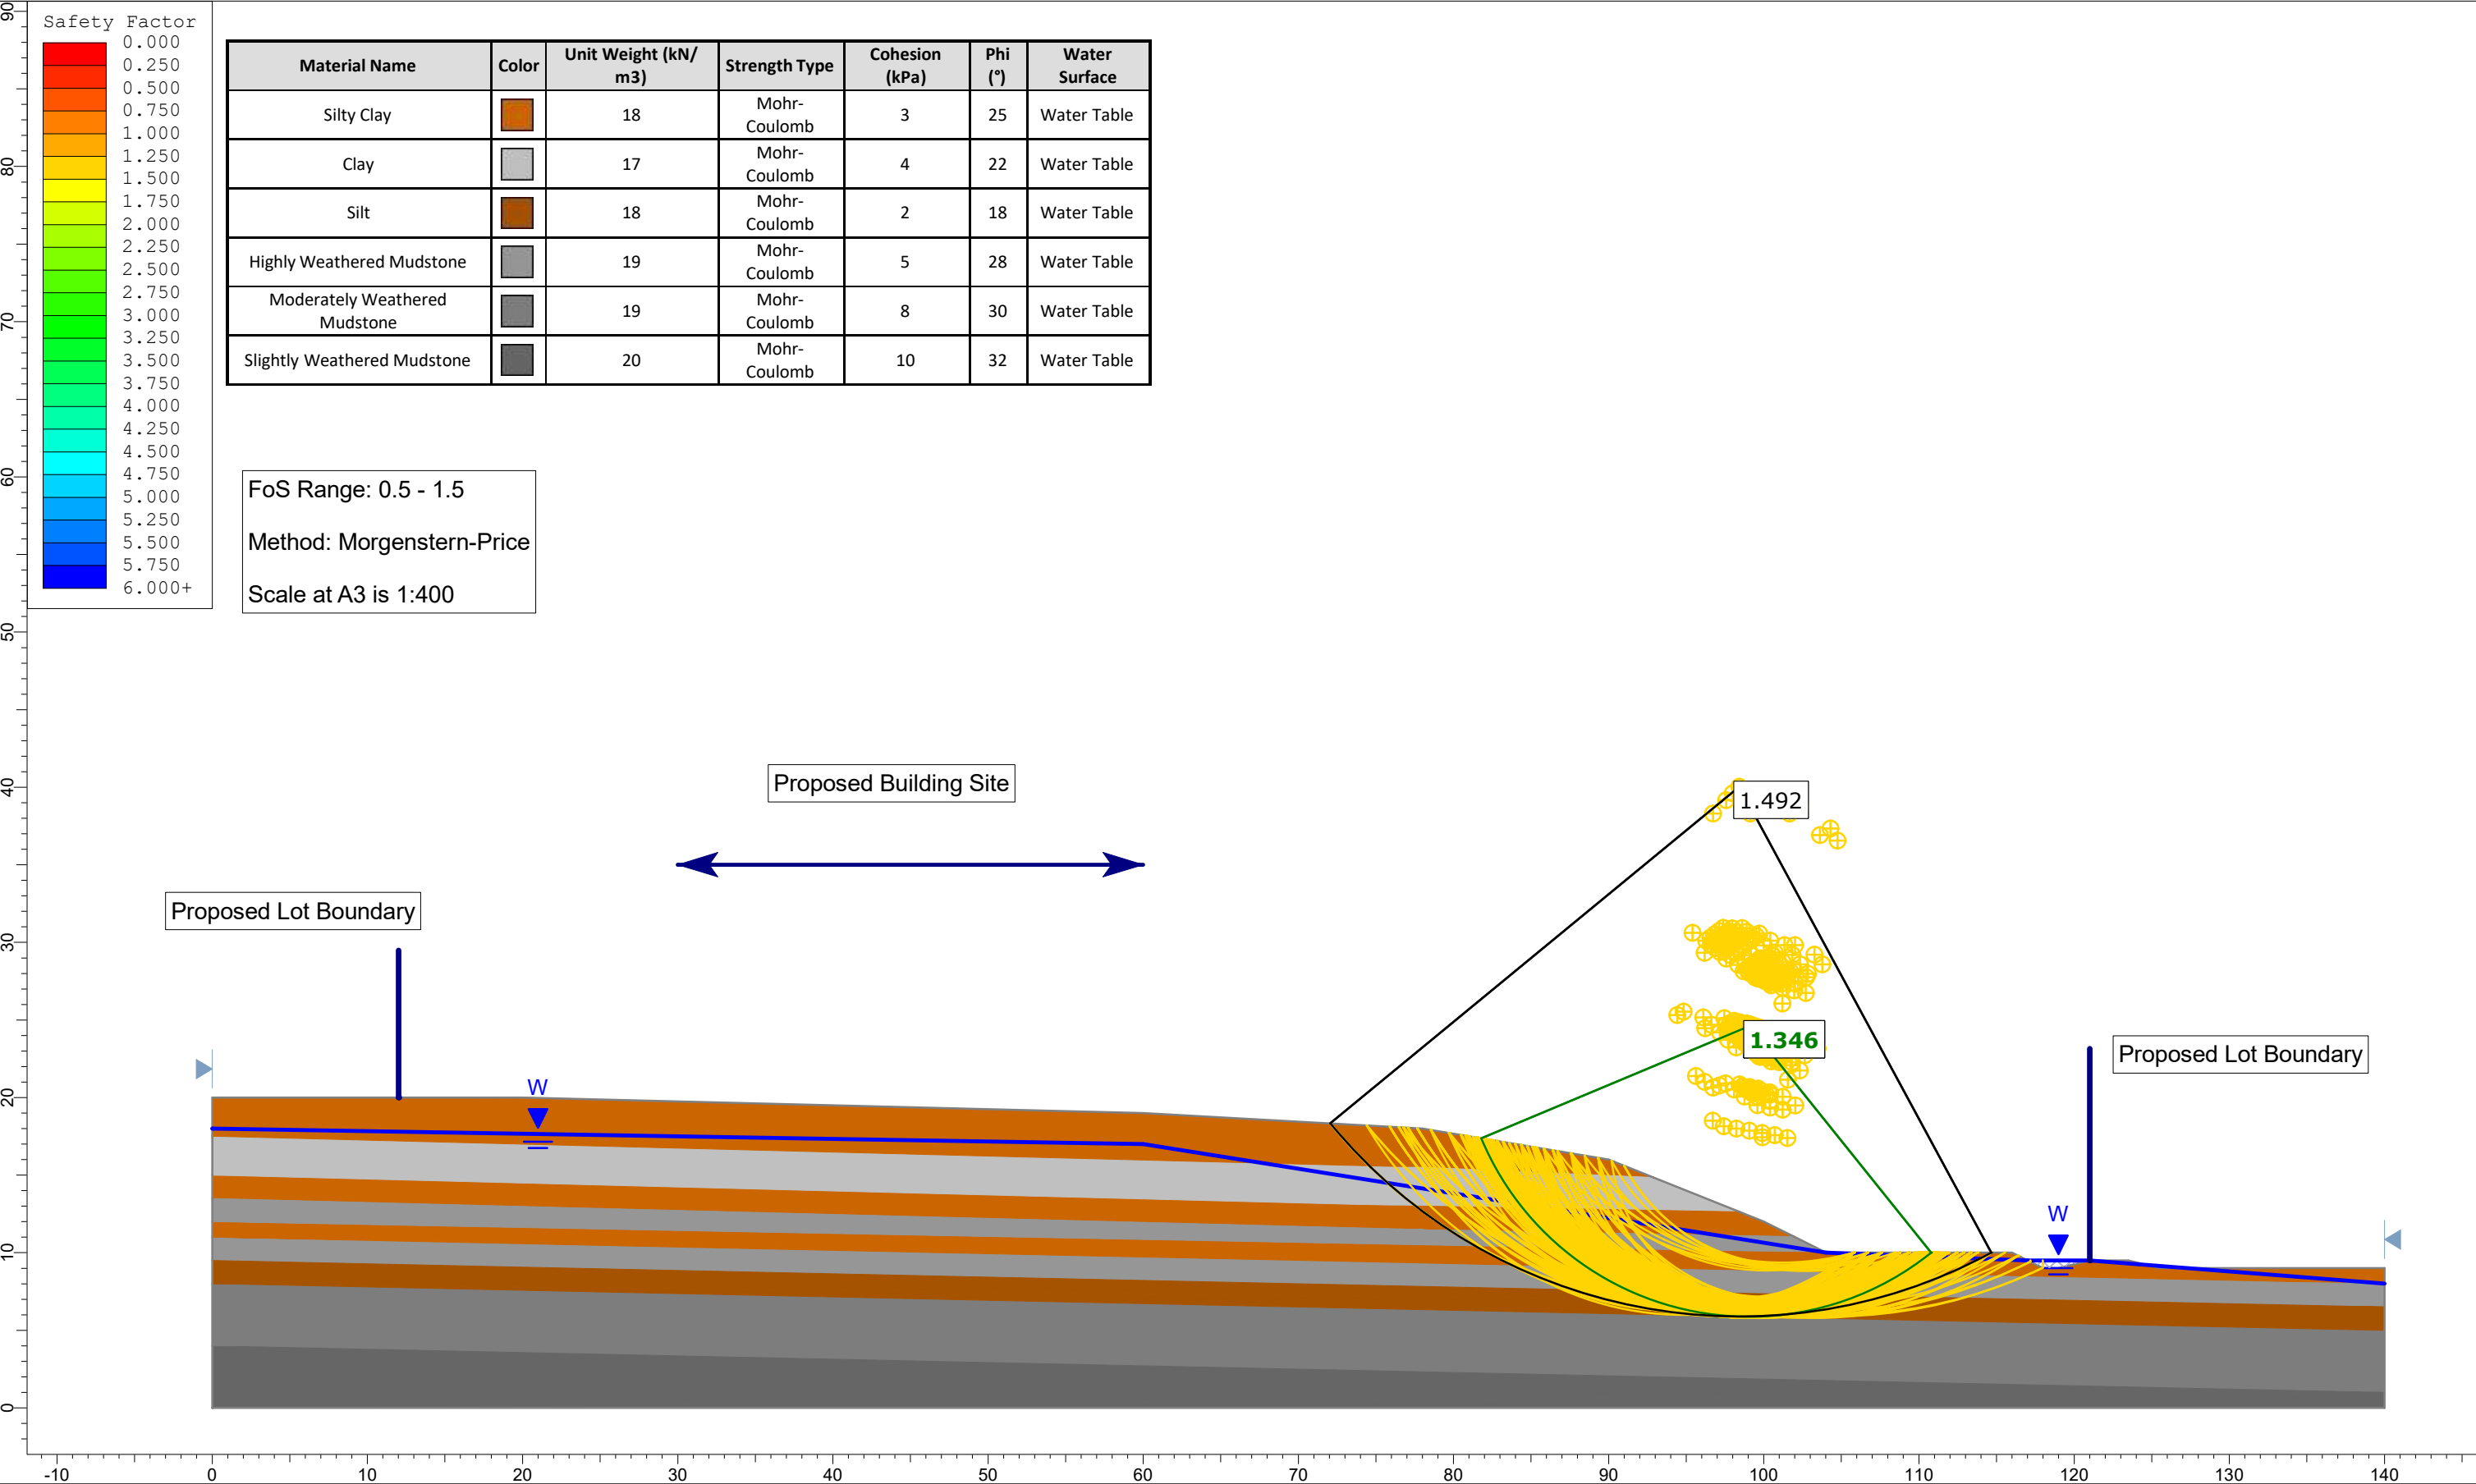 Safety Factor
0.000
0.250
0.500
0.750
1.000
1.250
1.500
1.750
2.000
2.250
2.500
2.750
3.000
3.250
3.500
3.750
4.000
4.250
4.500
4.750
5.000
5.250
5.500
5.750
6.000+
Material Name Color Unit Weight (kN/m3) Strength Type Cohesion (kPa) Phi (°) Water Surface
Silty Clay 18 Mohr-Coulomb 3 25 Water Table
Clay 17 Mohr-Coulomb 4 22 Water Table
Silt 18 Mohr-Coulomb 2 18 Water Table
Highly Weathered Mudstone 19 Mohr-Coulomb 5 28 Water Table
Moderately Weathered Mudstone 19 Mohr-Coulomb 8 30 Water Table
Slightly Weathered Mudstone 20 Mohr-Coulomb 10 32 Water Table
FoS Range: 0.5 - 1.5
Method: Morgenstern-Price
Scale at A3 is 1:400
Proposed Building Site
1.492
Proposed Lot Boundary
1.346
Proposed Lot Boundary
W
W
90
80
70
60
50
40
30
20
10
0
-10 0 10 20 30 40 50 60 70 80 90 100 110 120 130 140